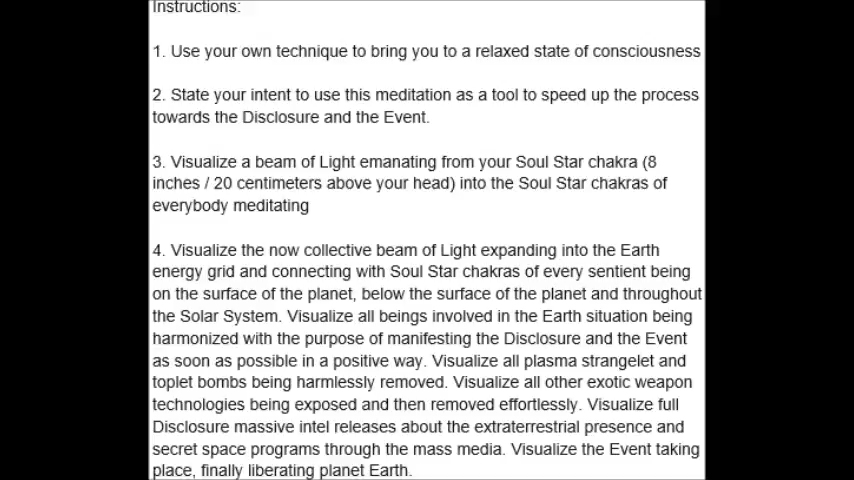 Instructions:
1. Use your own technique to bring you to a relaxed state of consciousness
2. State your intent to use this meditation as a tool to speed up the process
towards the Disclosure and the Event.
3. Visualize a beam of Light emanating from your Soul Star chakra (8
inches / 20 centimeters above your head) into the Soul Star chakras of
everybody meditating
4. Visualize the now collective beam of Light expanding into the Earth
energy grid and connecting with Soul Star chakras of every sentient being
on the surface of the planet, below the surface of the planet and throughout
the Solar System. Visualize all beings involved in the Earth situation being
harmonized with the purpose of manifesting the Disclosure and the Event
as soon as possible in a positive way. Visualize all plasma strangelet and
toplet bombs being harmlessly removed. Visualize all other exotic weapon
technologies being exposed and then removed effortlessly. Visualize full
Disclosure massive intel releases about the extraterrestrial presence and
secret space programs through the mass media. Visualize the Event taking
place, finally liberating planet Earth.